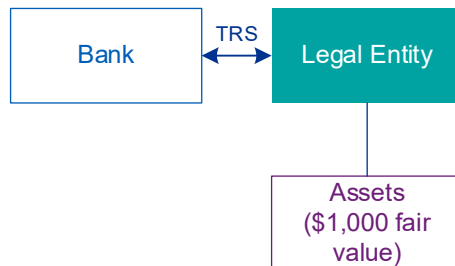 Bank
TRS
Legal Entity
Assets
($1,000 fair
value)